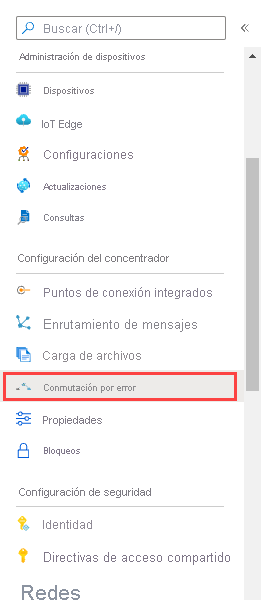 Buscar (Ctrl+/)
Administración de dispositivos
Dispositivos
IoT Edge
Configuraciones
Actualizaciones
Consultas
Configuración del concentrador
Puntos de conexión integrados
Enrutamiento de mensajes
Carga de archivos
Conmutación por error
Propiedades
Bloqueos
Configuración de seguridad
Identidad
Directivas de acceso compartido
Redes